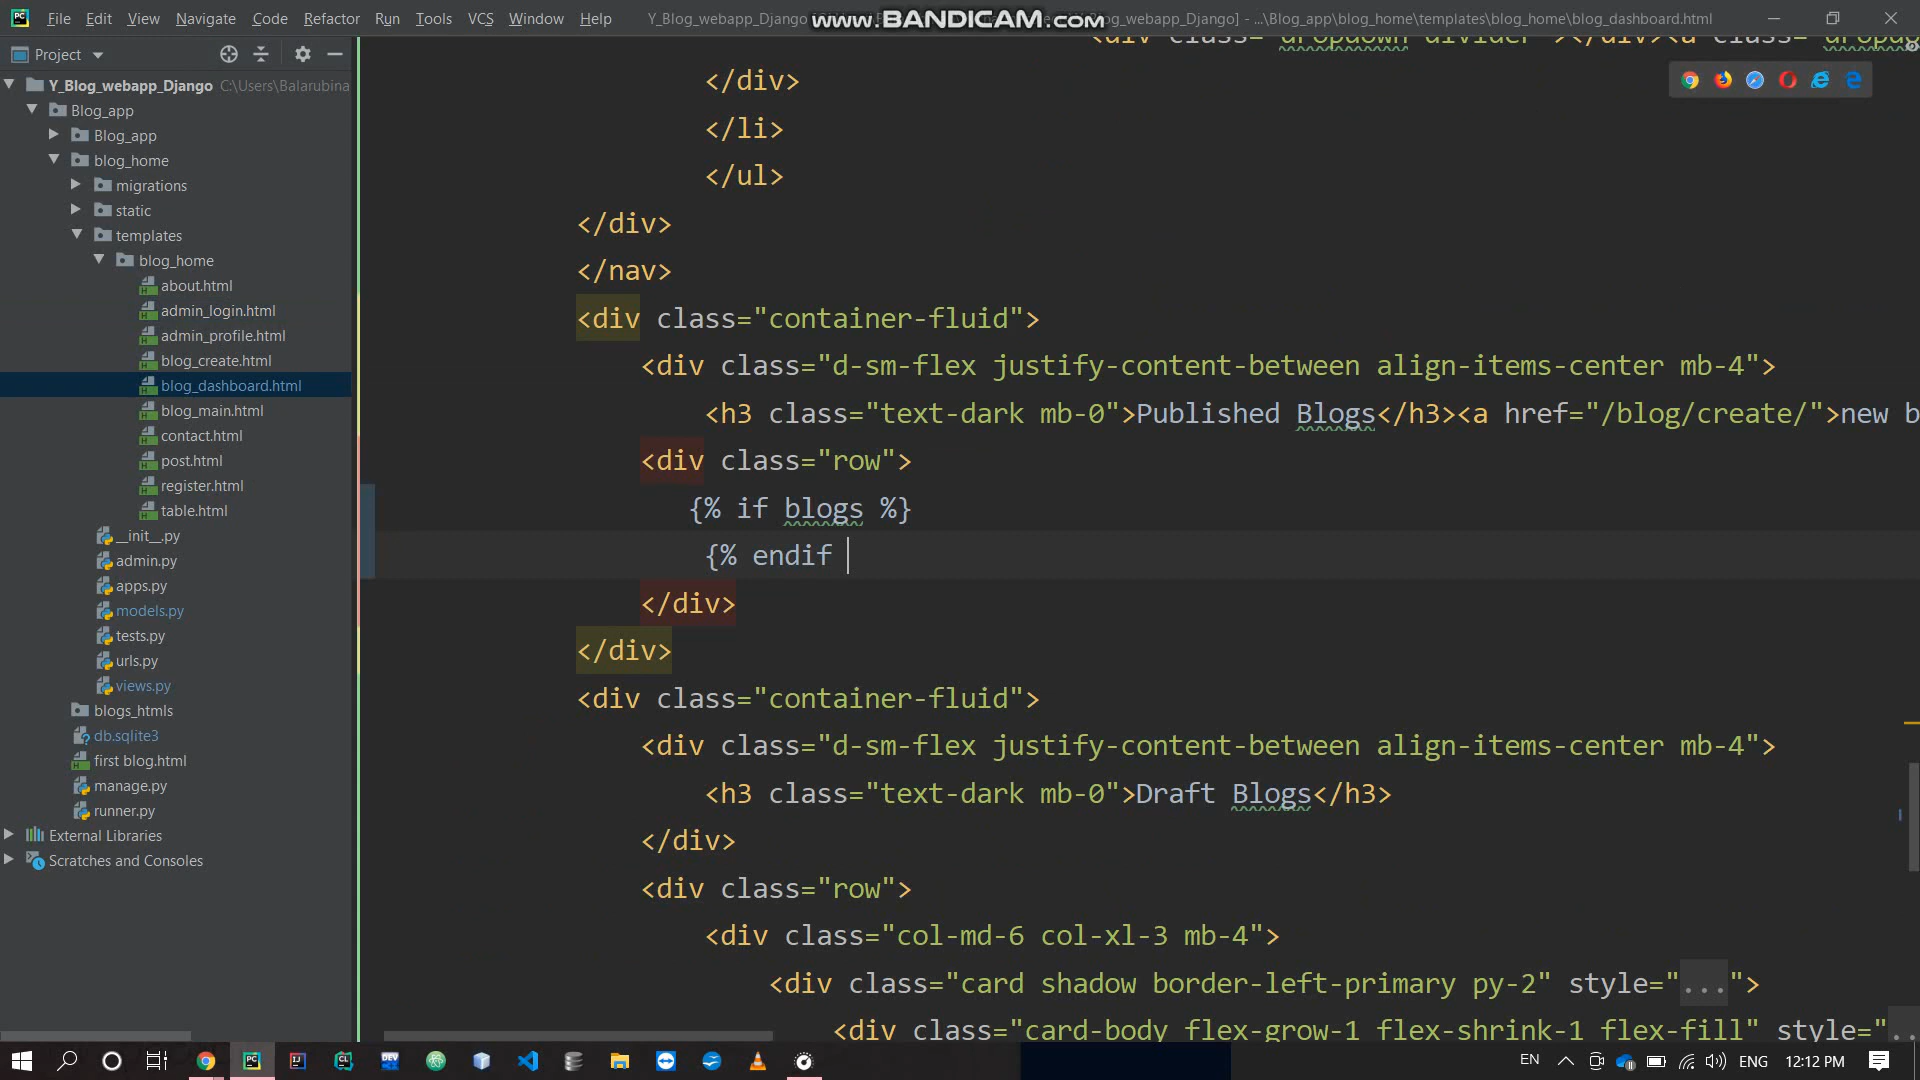 File Edit View Navigate Code Refactor Run Tools VCS Window Help Y_Blog_webapp_Django
www.BANDICAM.com
_Blog_webapp_Django] - ...\Blog_app\blog_home\templates\blog_home\blog_dashboard.html
Project
Y_Blog_webapp_Django C:\Users\Balarubina
Blog_app
Blog_app
blog_home
migrations
static
templates
blog_home
about.html
admin_login.html
admin_profile.html
blog_create.html
blog_dashboard.html
blog_main.html
contact.html
post.html
register.html
table.html
__init__.py
admin.py
apps.py
models.py
tests.py
urls.py
views.py
blogs_htmls
db.sqlite3
first blog.html
manage.py
runner.py
External Libraries
Scratches and Consoles
<div class="dropdown-divider"></div><a class="dropdo
</div>
</li>
</ul>
</div>
</nav>
<div class="container-fluid">
<div class="d-sm-flex justify-content-between align-items-center mb-4">
<h3 class="text-dark mb-0">Published Blogs</h3><a href="/blog/create/">new b
<div class="row">
{% if blogs %}
{% endif
</div>
</div>
<div class="container-fluid">
<div class="d-sm-flex justify-content-between align-items-center mb-4">
<h3 class="text-dark mb-0">Draft Blogs</h3>
</div>
<div class="row">
<div class="col-md-6 col-xl-3 mb-4">
<div class="card shadow border-left-primary py-2" style="...">
<div class="card-body flex-grow-1 flex-shrink-1 flex-fill" style="..
EN ENG 12:12 PM